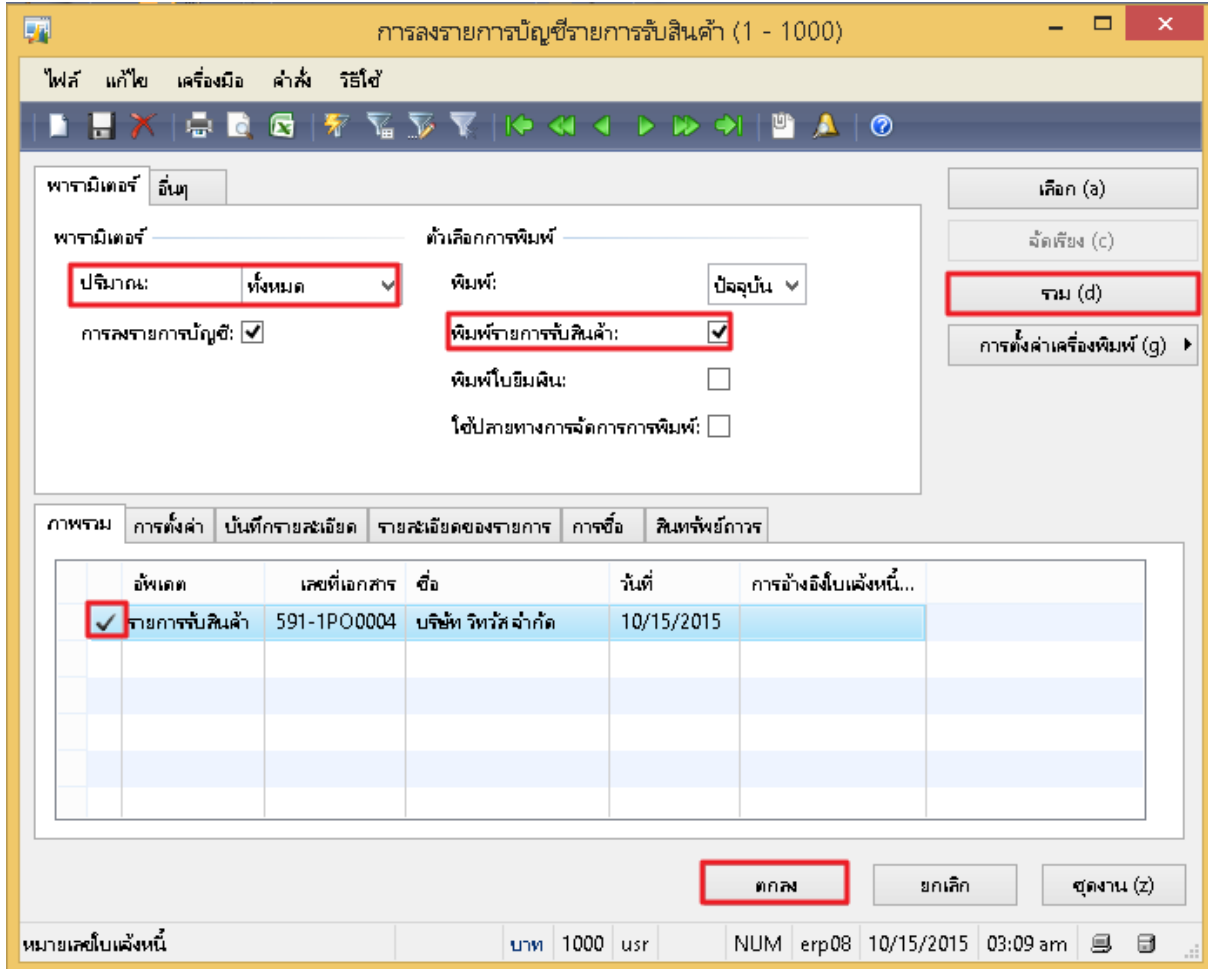 การลงรายการบัญชีรายการรับสินค้า (1 - 1000)
ไฟล์ แก้ไข เครื่องมือ คำสั่ง วิธีใช้
พารามิเตอร์ อื่นๆ
เลือก (a)
พารามิเตอร์ ตัวเลือกการพิมพ์
จัดเรียง (c)
ปริมาณ: ทั้งหมด พิมพ์: ปัจจุบัน
รวม (d)
การลงรายการบัญชี: พิมพ์รายการรับสินค้า:
การตั้งค่าเครื่องพิมพ์ (g)
พิมพ์ใบยืมเงิน:
ใช้ปลายทางการจัดการการพิมพ์:
ภาพรวม การตั้งค่า บันทึกรายละเอียด รายละเอียดของรายการ การซื้อ สินทรัพย์ถาวร
อัพเดต เลขที่เอกสาร ชื่อ วันที่ การอ้างอิงใบแจ้งหนี้...
รายการรับสินค้า 591-1PO0004 บริษัท วิทวัส จำกัด 10/15/2015
ตกลง ยกเลิก ชุดงาน (z)
หมายเลขใบแจ้งหนี้ บาท 1000 usr NUM erp08 10/15/2015 03:09 am